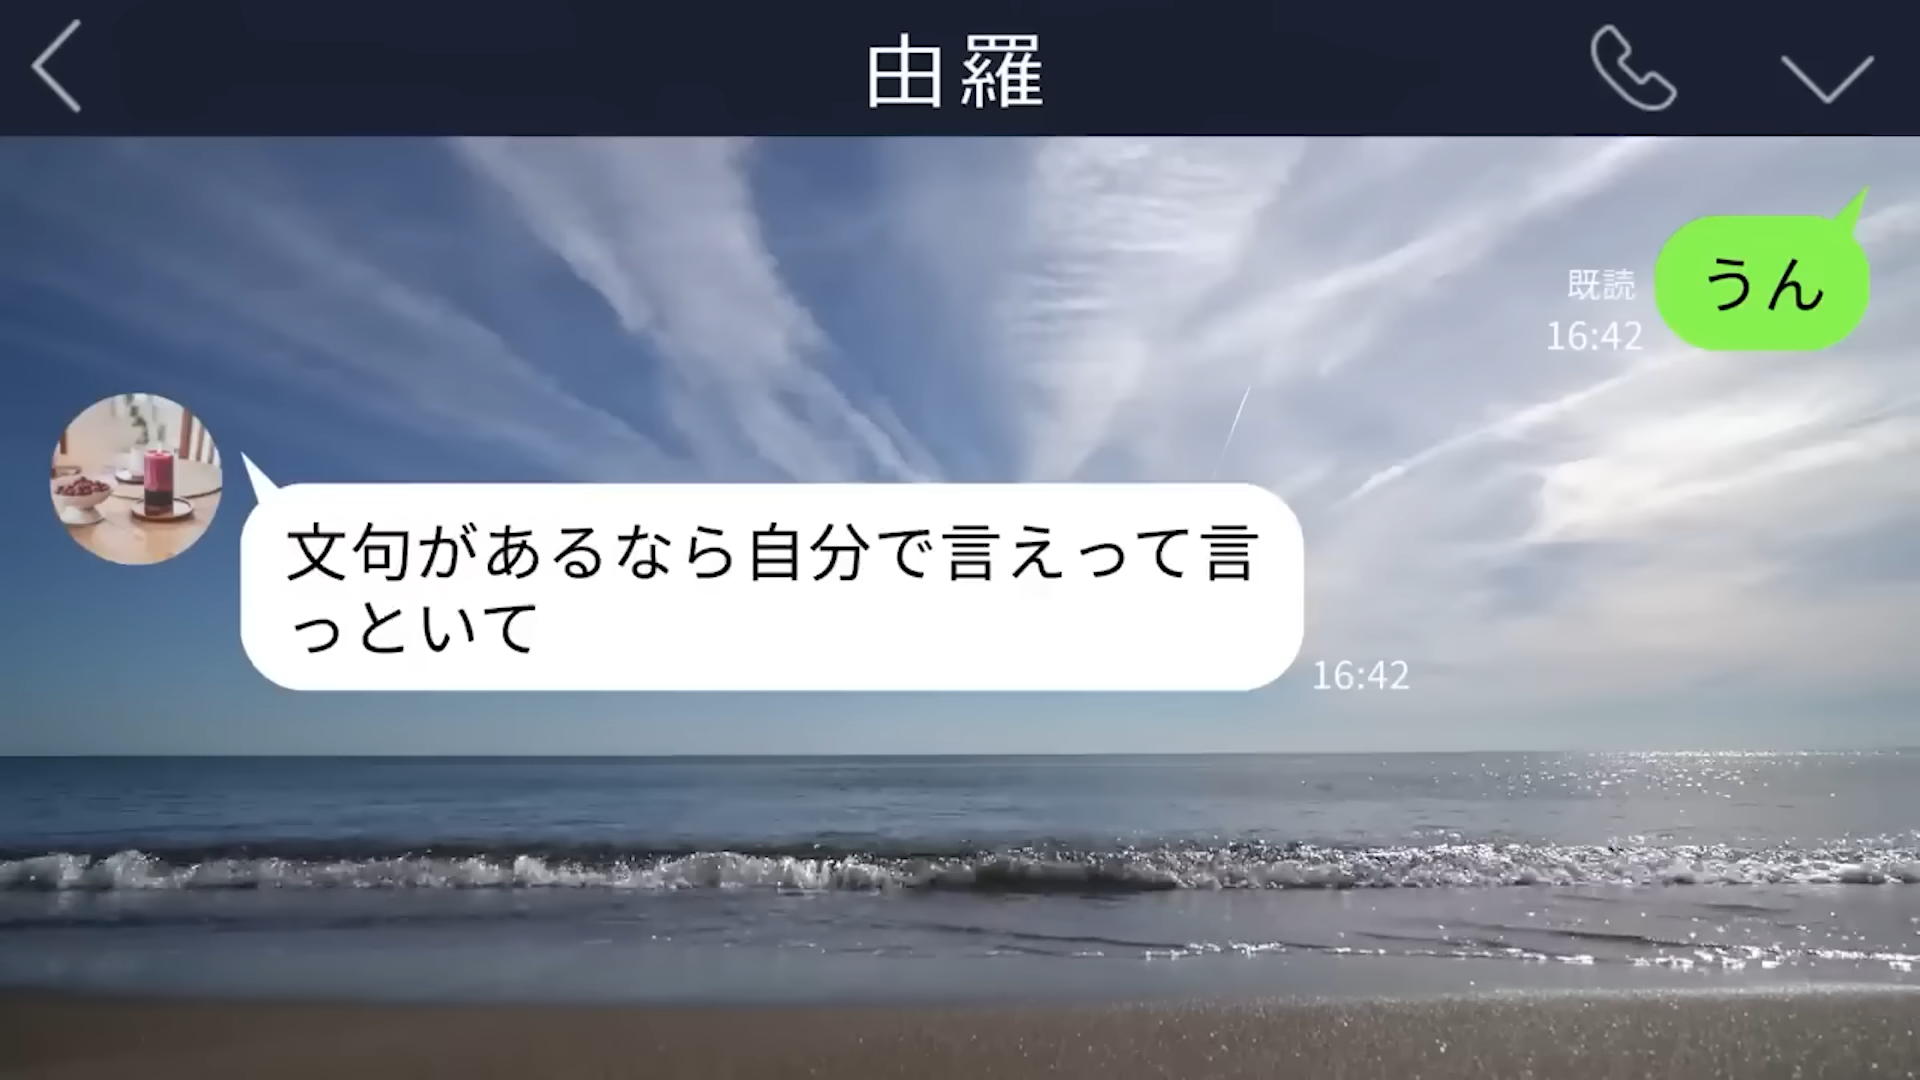 由羅
うん
既読
16:42
文句があるなら自分で言えって言
っといて
16:42